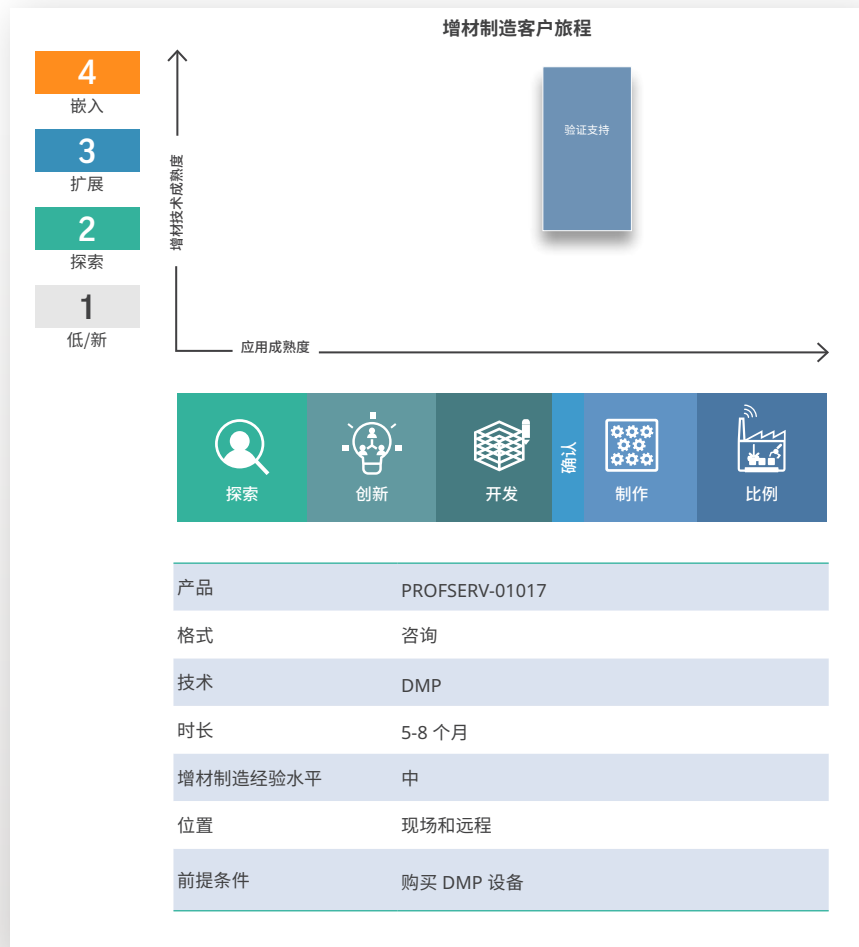 增材制造客户旅程
4
嵌入
3
扩展
2
探索
1
低/新
增材技术成熟度
验证支持
应用成熟度
探索
创新
开发
确认
制作
比例
产品 PROFSERV-01017
格式 咨询
技术 DMP
时长 5-8 个月
增材制造经验水平 中
位置 现场和远程
前提条件 购买 DMP 设备